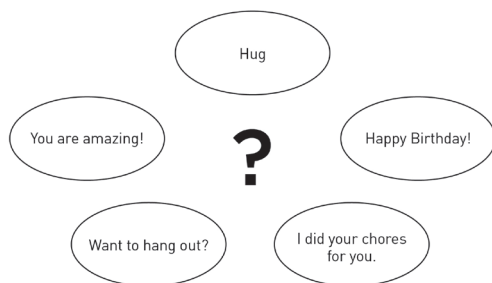 Hug
You are amazing!
?
Happy Birthday!
Want to hang out?
I did your chores
for you.